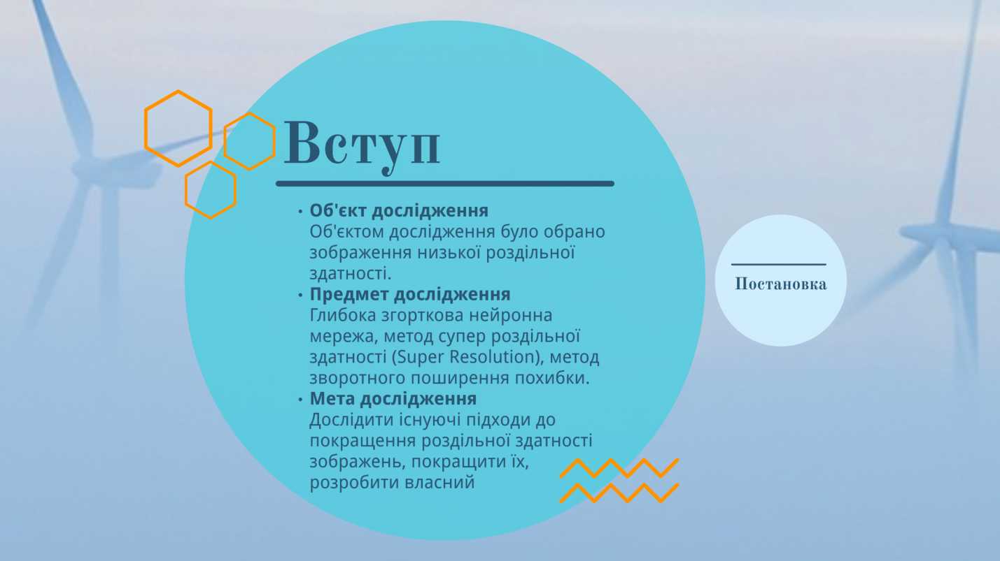 Вступ
• Об'єкт дослідження
Об'єктом дослідження було обрано
зображення низької роздільної
здатності.
• Предмет дослідження
Глибока згорткова нейронна
мережа, метод супер роздільної
здатності (Super Resolution), метод
зворотного поширення похибки.
• Мета дослідження
Дослідити існуючі підходи до
покращення роздільної здатності
зображень, покращити їх,
розробити власний
Постановка